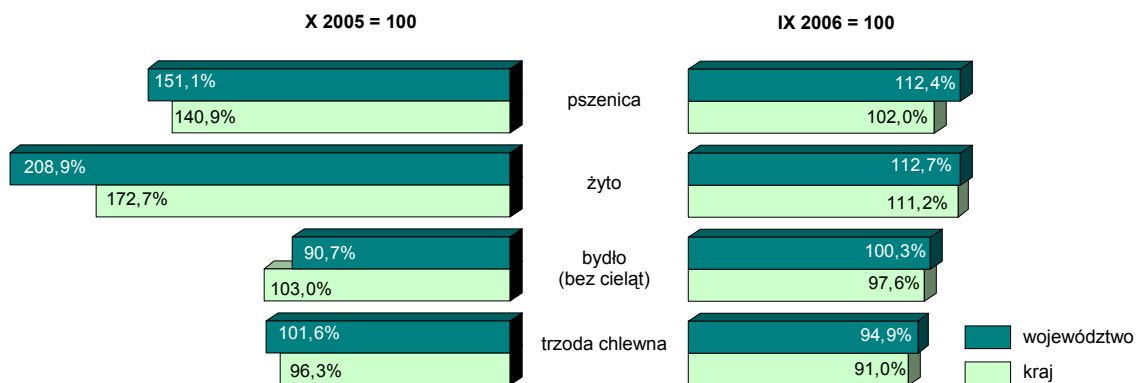 X 2005 = 100
IX 2006 = 100
151,1%
140,9%
pszenica
112,4%
102,0%
208,9%
172,7%
żyto
112,7%
111,2%
90,7%
103,0%
bydło
(bez cieląt)
100,3%
97,6%
101,6%
96,3%
trzoda chlewna
94,9%
91,0%
województwo
kraj